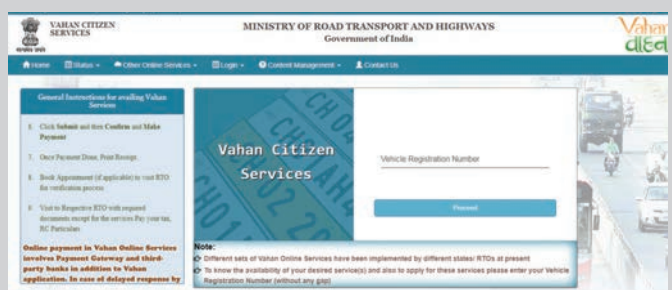 VAHAN CITIZEN
SERVICES
MINISTRY OF ROAD TRANSPORT AND HIGHWAYS
Government of India
Vahan
Home Status Other Online Services Login Content Management Contact Us
General Instructions for availing Vahan
Services
6. Click Submit and then Confirm and Make
Payment
7. Once Payment Done, Print Receipt.
8. Book Appointment (if applicable) to visit RTO
for verification process
9. Visit to Respective RTO with required
documents except for the services Pay your tax,
RC Particulars
Online payment in Vahan Online Services
involves Payment Gateway and third-
party banks in addition to Vahan
application. In case of delayed response by
Vahan Citizen
Services
Vehicle Registration Number
Proceed
Note:
Different sets of Vahan Online Services have been implemented by different states/ RTOs at present
To know the availability of your desired service(s) and also to apply for these services please enter your Vehicle
Registration Number (without any gap)